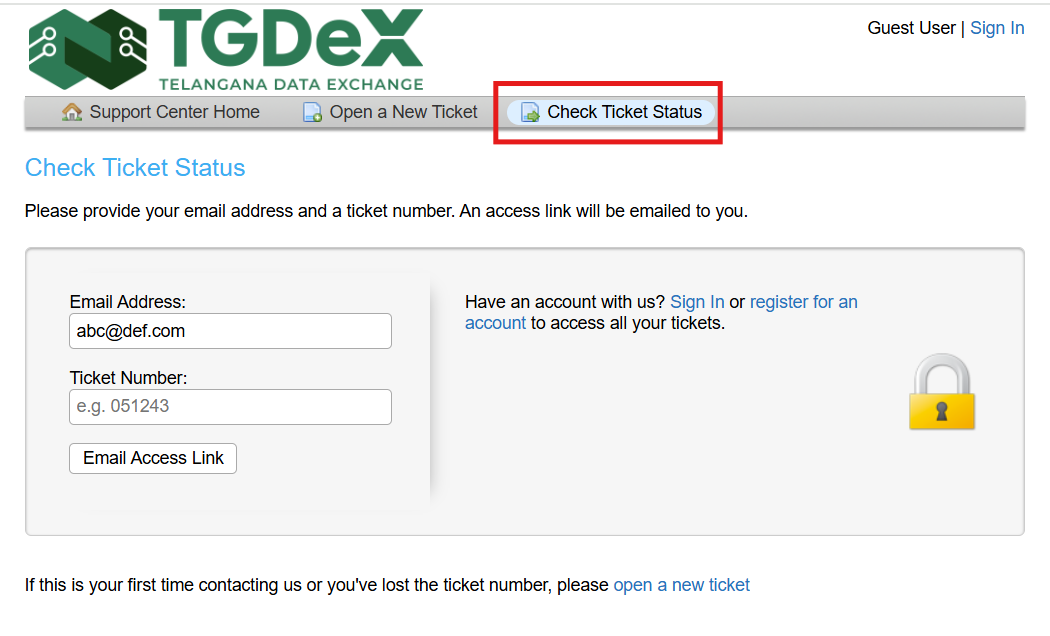 TGDeX
TELANGANA DATA EXCHANGE
Guest User | Sign In
Support Center Home Open a New Ticket Check Ticket Status
Check Ticket Status
Please provide your email address and a ticket number. An access link will be emailed to you.
Email Address:
abc@def.com
Ticket Number:
e.g. 051243
Email Access Link
Have an account with us? Sign In or register for an
account to access all your tickets.
If this is your first time contacting us or you've lost the ticket number, please open a new ticket